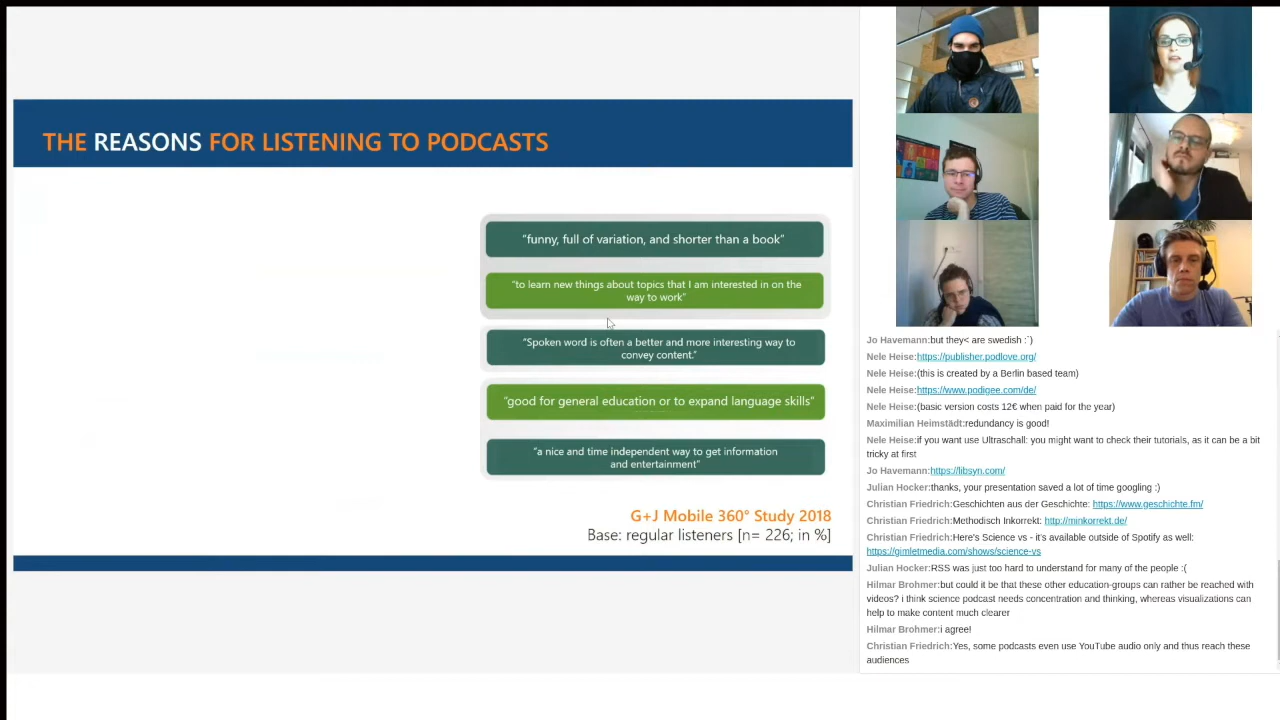 THE REASONS FOR LISTENING TO PODCASTS
“funny, full of variation, and shorter than a book”
“to learn new things about topics that I am interested in on the
way to work”
“Spoken word is often a better and more interesting way to
convey content.”
“good for general education or to expand language skills”
“a nice and time independent way to get information
and entertainment”
G+J Mobile 360° Study 2018
Base: regular listeners [n= 226; in %]
Jo Havemann:but they< are swedish :`)
Nele Heise:https://publisher.podlove.org/
Nele Heise:(this is created by a Berlin based team)
Nele Heise:https://www.podigee.com/de/
Nele Heise:(basic version costs 12€ when paid for the year)
Maximilian Heimstädt:redundancy is good!
Nele Heise:if you want use Ultraschall: you might want to check their tutorials, as it can be a bit
tricky at first
Jo Havemann:https://libsyn.com/
Julian Hocker:thanks, your presentation saved a lot of time googling :)
Christian Friedrich:Geschichten aus der Geschichte: https://www.geschichte.fm/
Christian Friedrich:Methodisch Inkorrekt: http://minkorrekt.de/
Christian Friedrich:Here's Science vs - it's available outside of Spotify as well:
https://gimletmedia.com/shows/science-vs
Julian Hocker:RSS was just too hard to understand for many of the people :(
Hilmar Brohmer:but could it be that these other education-groups can rather be reached with
videos? i think science podcast needs concentration and thinking, whereas visualizations can
help to make content much clearer
Hilmar Brohmer:i agree!
Christian Friedrich:Yes, some podcasts even use YouTube audio only and thus reach these
audiences